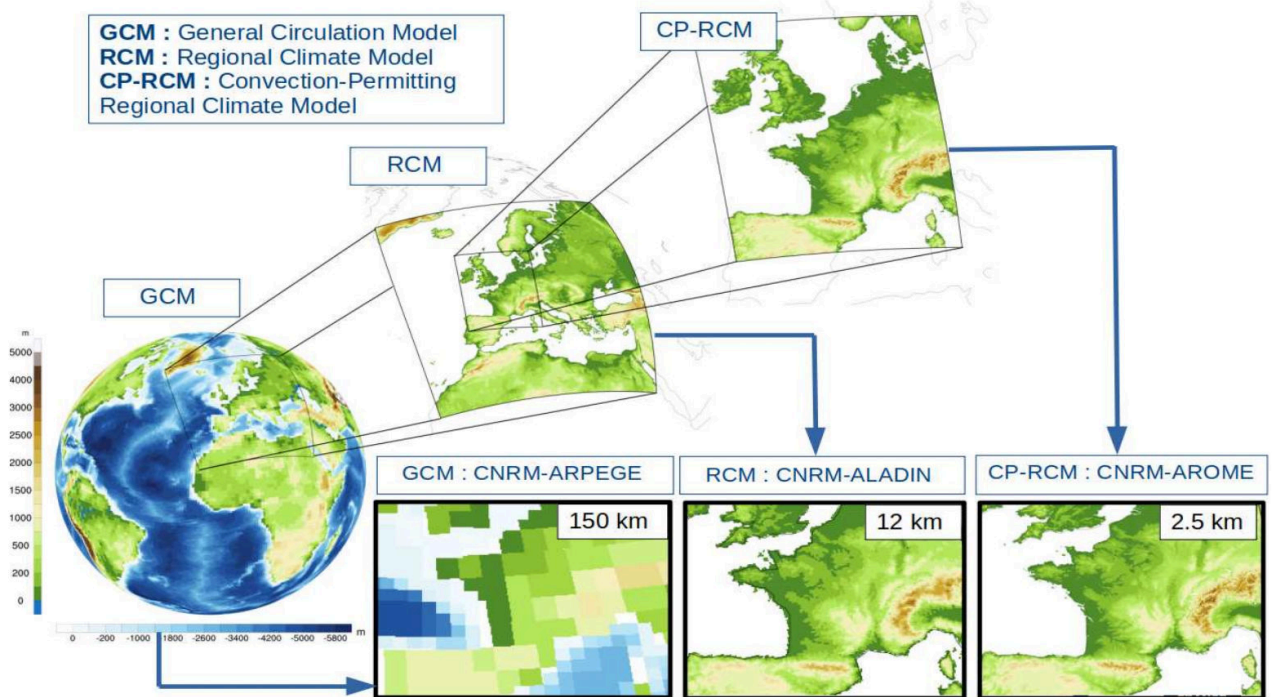 GCM : General Circulation Model
RCM : Regional Climate Model
CP-RCM : Convection-Permitting
Regional Climate Model
CP-RCM
RCM
GCM
m
5000
4000
3000
2500
2000
1500
1000
500
200
0
0 -200 -1000 -1800 -2600 -3400 -4200 -5000 -5800 m
GCM : CNRM-ARPEGE
RCM : CNRM-ALADIN
CP-RCM : CNRM-AROME
150 km
12 km
2.5 km